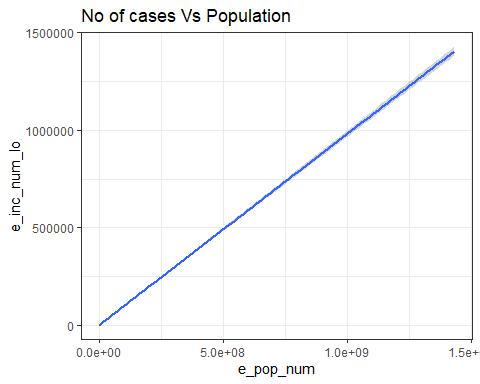 No of cases Vs Population
1500000
1000000
500000
0
e_inc_num_lo
0.0e+00 5.0e+08 1.0e+09 1.5e+
e_pop_num